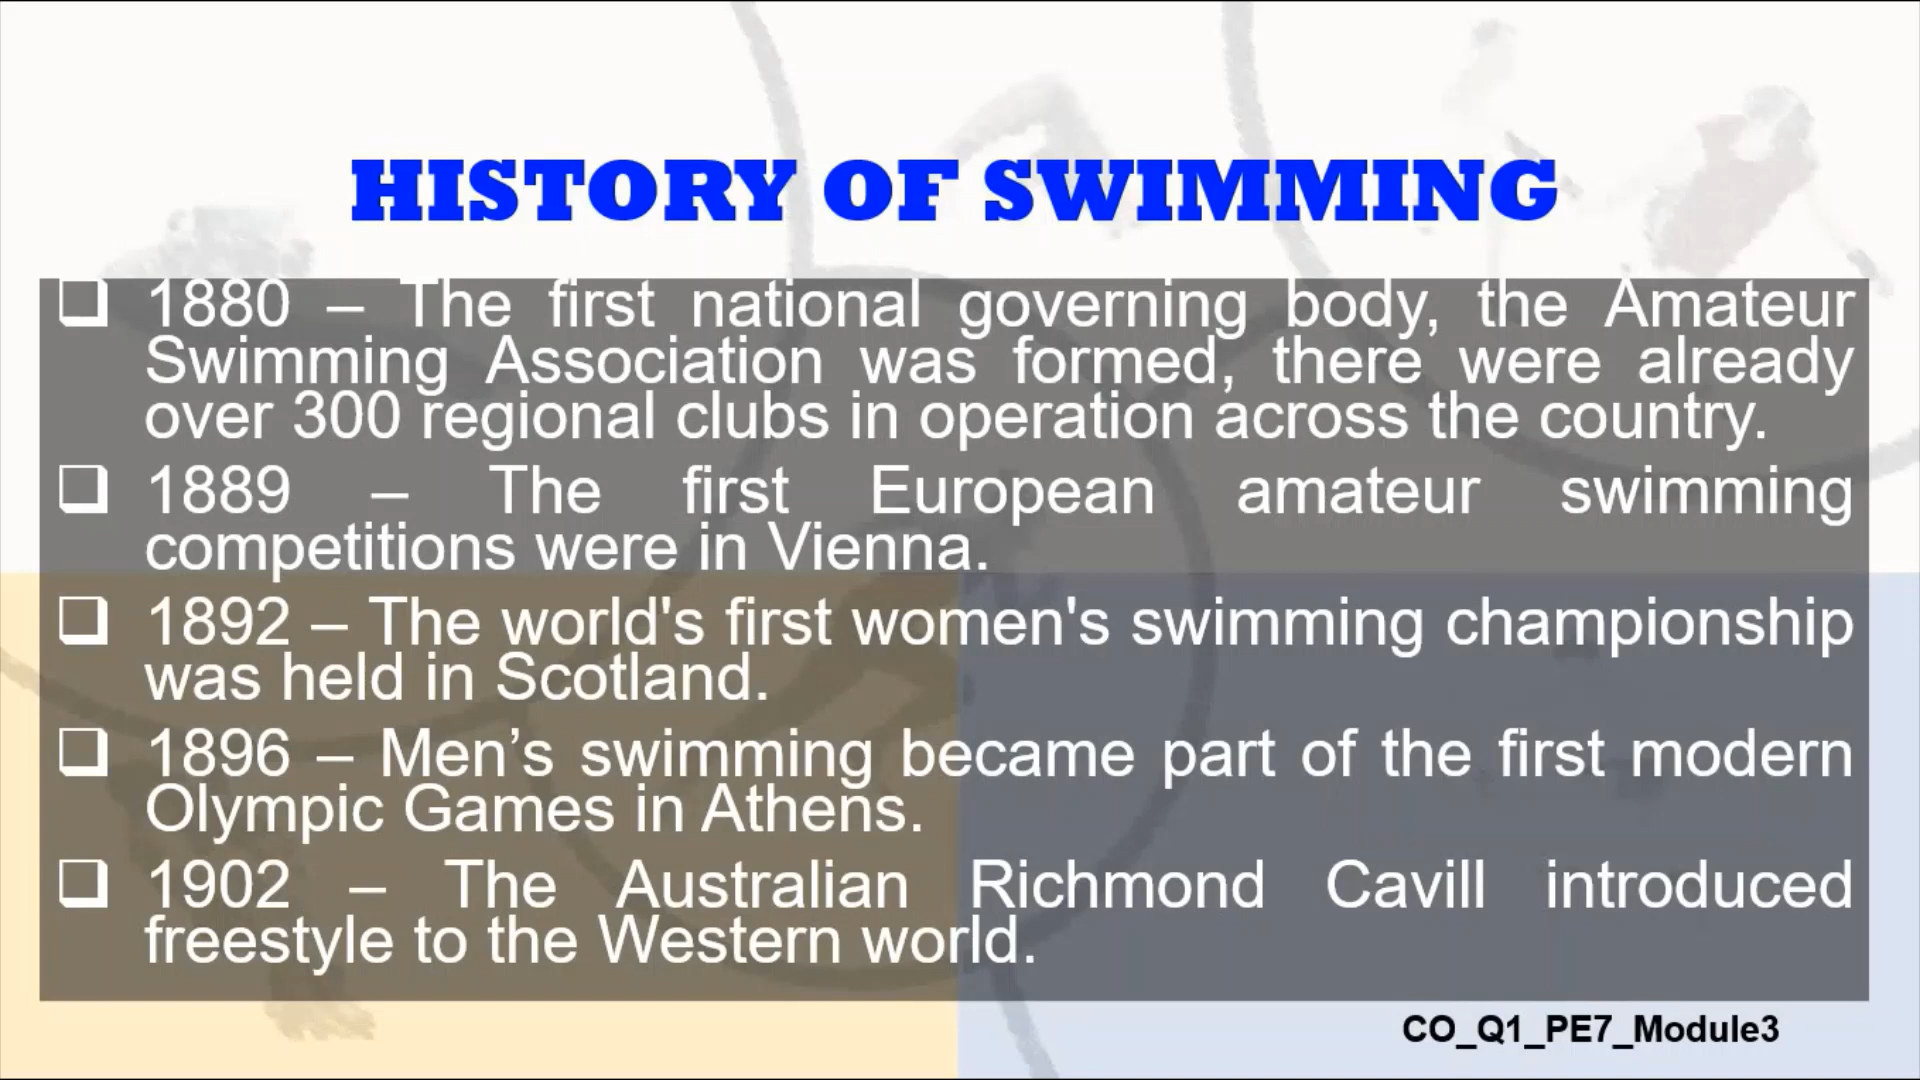 HISTORY OF SWIMMING
❑ 1880 – The first national governing body, the Amateur
Swimming Association was formed, there were already
over 300 regional clubs in operation across the country.
❑ 1889 – The first European amateur swimming
competitions were in Vienna.
❑ 1892 – The world's first women's swimming championship
was held in Scotland.
❑ 1896 – Men’s swimming became part of the first modern
Olympic Games in Athens.
❑ 1902 – The Australian Richmond Cavill introduced
freestyle to the Western world.
CO_Q1_PE7_Module3